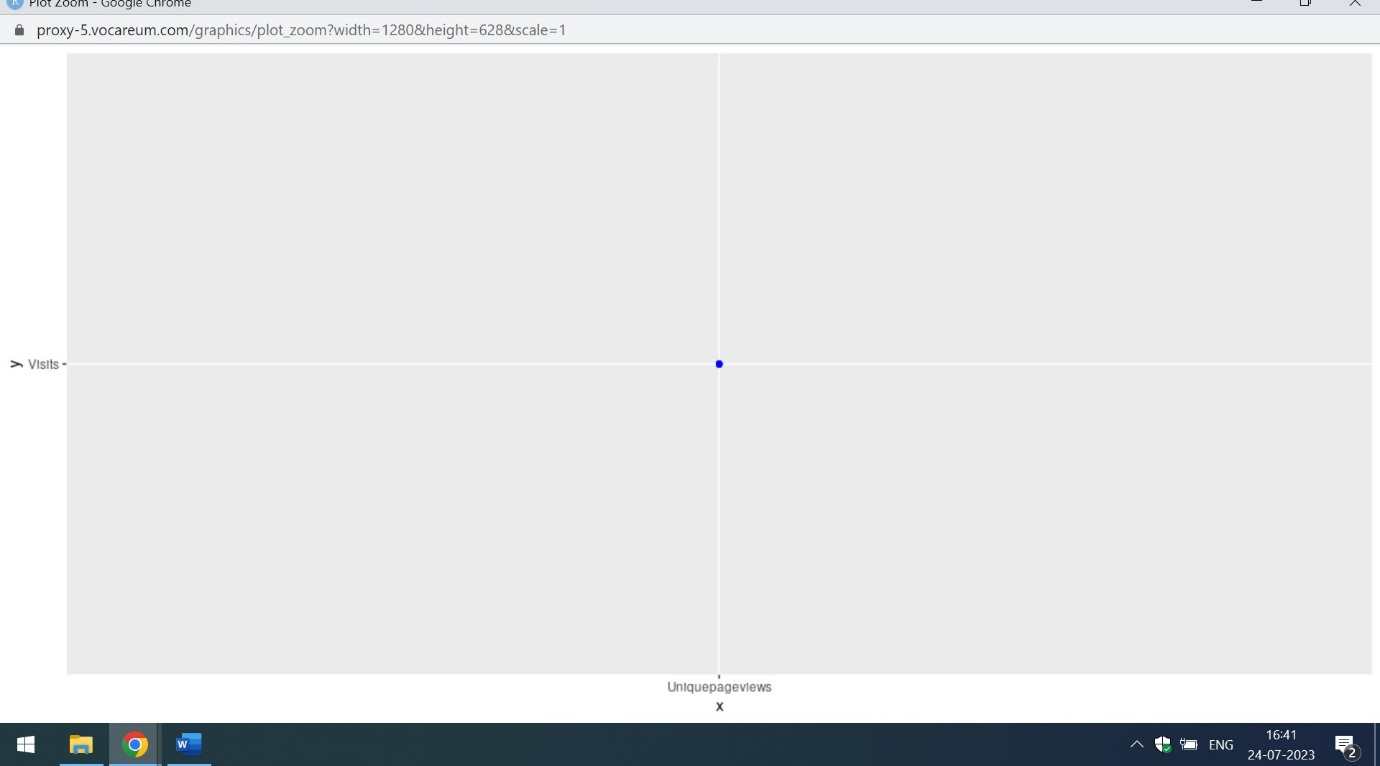 Plot Zoom - Google Chrome
proxy-5.vocareum.com/graphics/plot_zoom?width=1280&height=628&scale=1
y
Visits
Uniquepageviews
x
W
ENG
16:41
24-07-2023
2